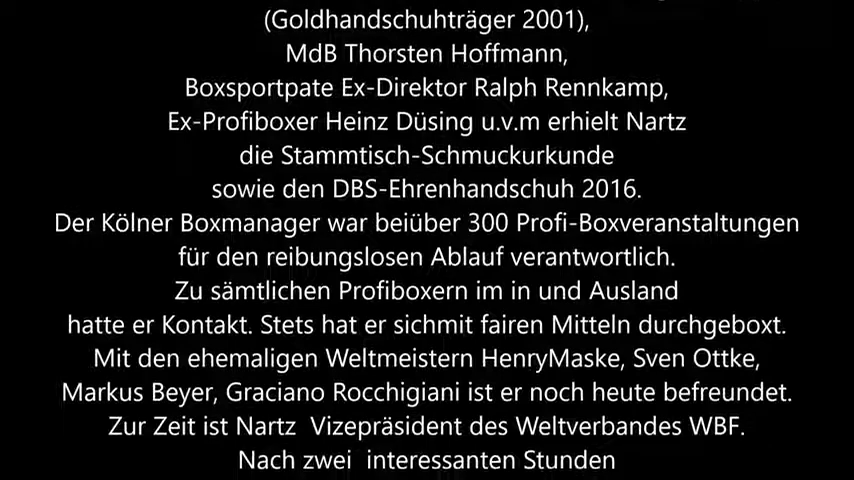 (Goldhandschuhträger 2001),
MdB Thorsten Hoffmann,
Boxsportpate Ex-Direktor Ralph Rennkamp,
Ex-Profiboxer Heinz Düsing u.v.m erhielt Nartz
die Stammtisch-Schmuckurkunde
sowie den DBS-Ehrenhandschuh 2016.
Der Kölner Boxmanager war beiüber 300 Profi-Boxveranstaltungen
für den reibungslosen Ablauf verantwortlich.
Zu sämtlichen Profiboxern im in und Ausland
hatte er Kontakt. Stets hat er sichmit fairen Mitteln durchgeboxt.
Mit den ehemaligen Weltmeistern HenryMaske, Sven Ottke,
Markus Beyer, Graciano Rocchigiani ist er noch heute befreundet.
Zur Zeit ist Nartz  Vizepräsident des Weltverbandes WBF.
Nach zwei  interessanten Stunden